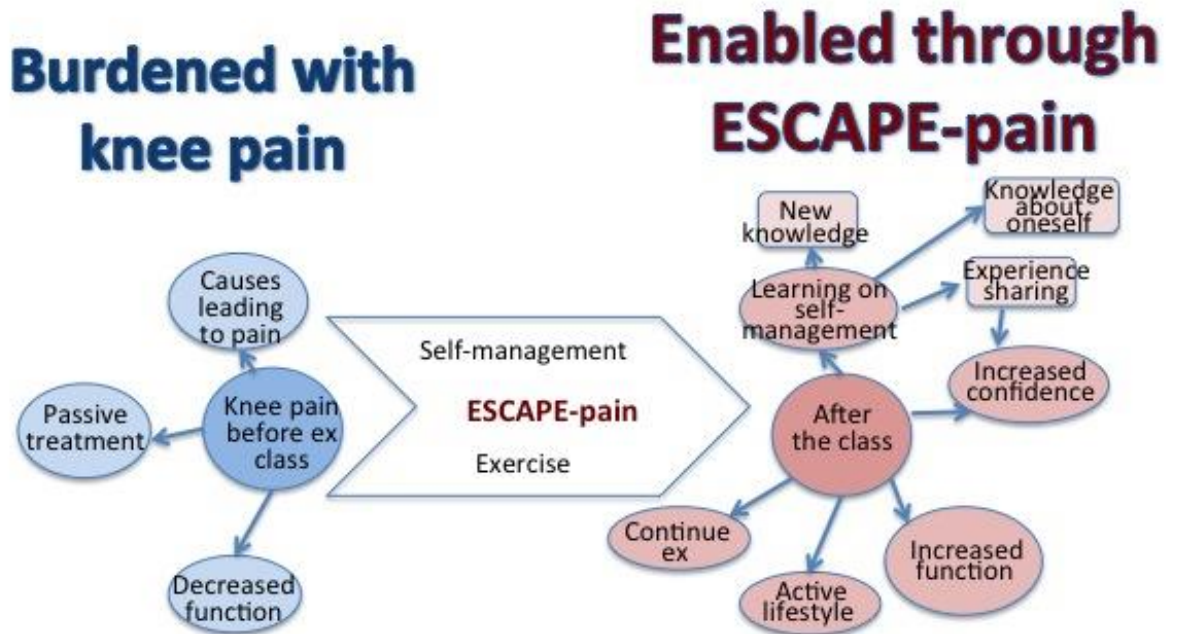 Burdened with
knee pain
Enabled through
ESCAPE-pain
Causes
leading
to pain
Passive
treatment
Knee pain
before ex
class
Decreased
function
Self-management
ESCAPE-pain
Exercise
New
knowledge
Knowledge
about
oneself
Learning on
self-
management
Experience
sharing
Increased
confidence
After
the class
Continue
ex
Active
lifestyle
Increased
function